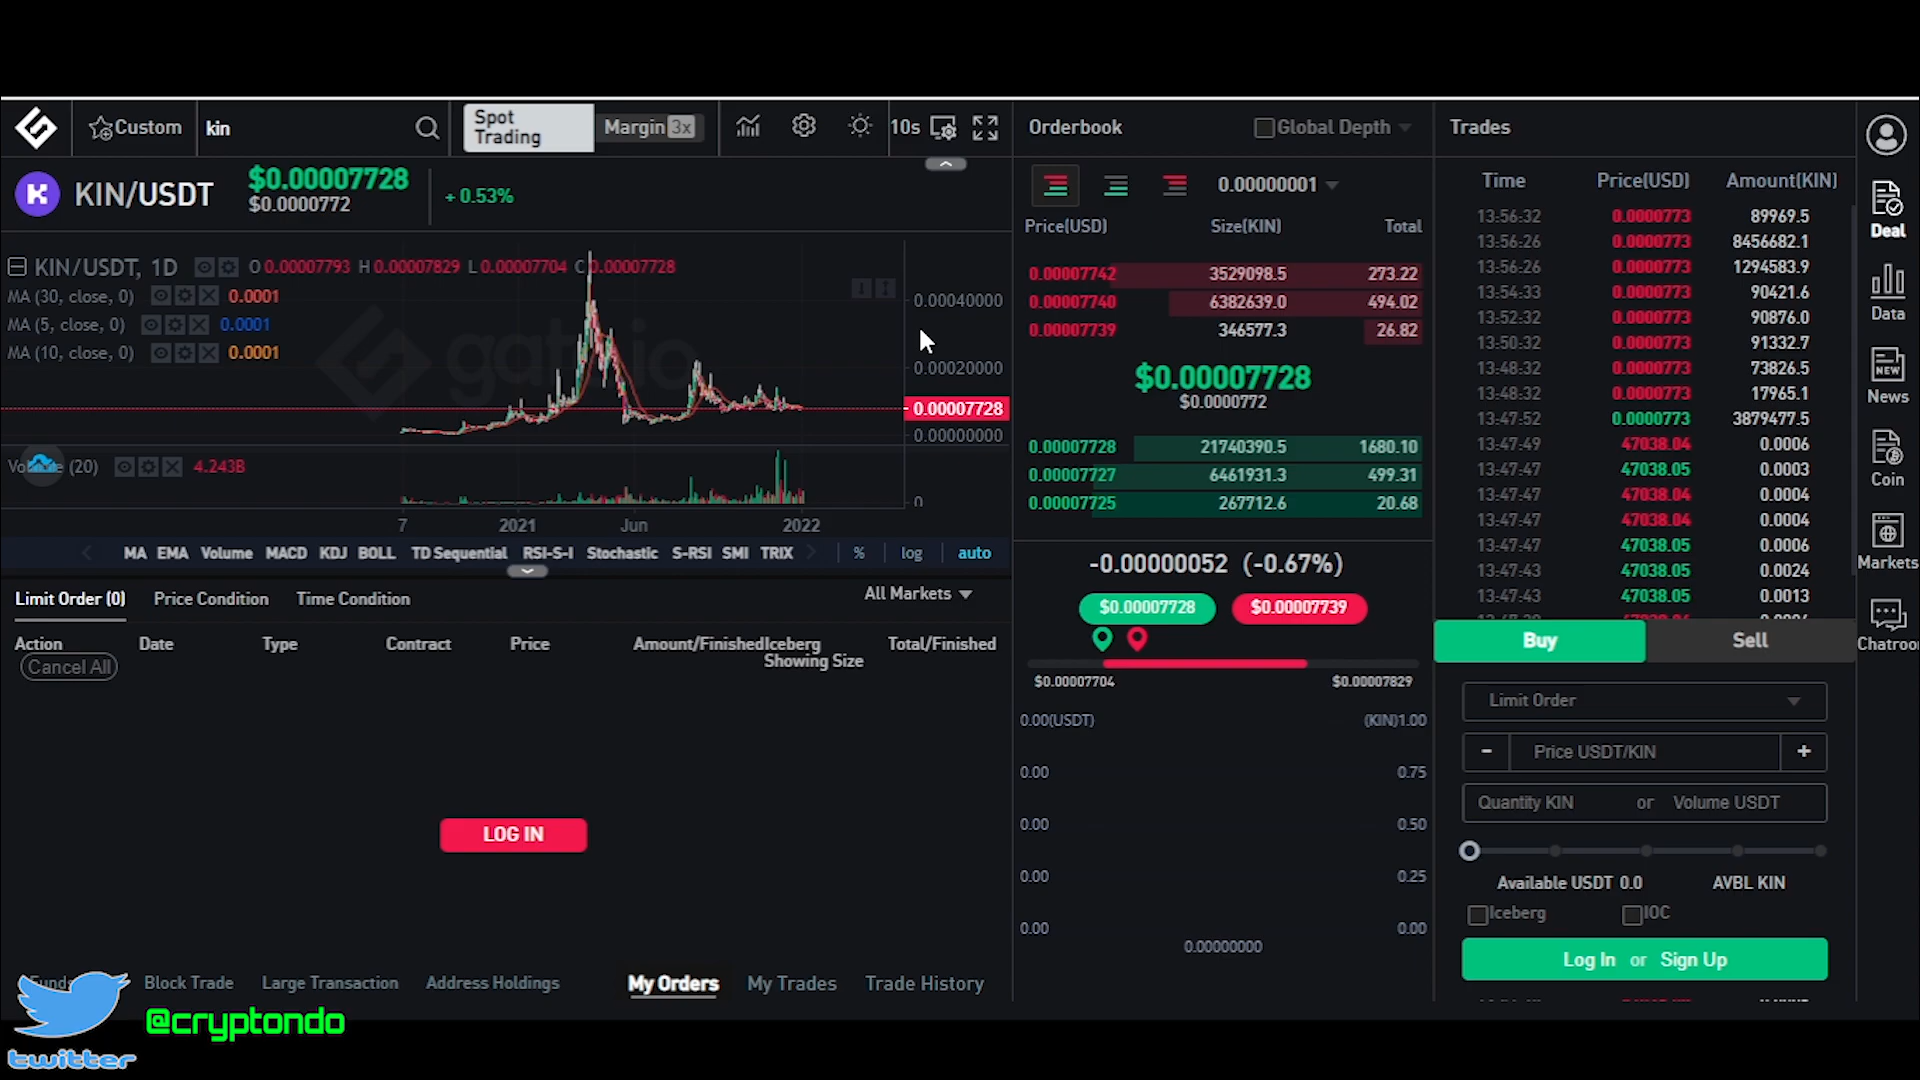 Custom
kin
Spot Trading
Margin 3x
10s
Orderbook
Global Depth
Trades
KIN/USDT
$0.00007728
$0.0000772
+ 0.53%
0.00000001
Price(USD) Size(KIN) Total
0.00007742 3529098.5 273.22
0.00007740 6382639.0 494.02
0.00007739 346577.3 26.82
$0.00007728
$0.0000772
0.00007728 21740390.5 1680.10
0.00007727 6461931.3 499.31
0.00007725 267712.6 20.68
-0.00000052 (-0.67%)
$0.00007728 $0.00007739
$0.00007704 $0.00007829
0.00(USDT) (KIN)1.00
0.00 0.75
0.00 0.50
0.00 0.25
0.00 0.00
0.00000000
KIN/USDT, 1D O 0.00007793 H 0.00007829 L 0.00007704 C 0.00007728
MA (30, close, 0) 0.0001
MA (5, close, 0) 0.0001
MA (10, close, 0) 0.0001
gate.io
0.00040000
0.00020000
0.00007728
0.00000000
(20) 4.243B
0
7 2021 Jun 2022
MA EMA Volume MACD KDJ BOLL TD Sequential RSI-S-I Stochastic S-RSI SMI TRIX % log auto
Limit Order (0) Price Condition Time Condition All Markets
Action Date Type Contract Price Amount/Finished Iceberg Total/Finished
Cancel All Showing Size
LOG IN
Block Trade Large Transaction Address Holdings My Orders My Trades Trade History
Time Price(USD) Amount(KIN)
13:56:32 0.0000773 89969.5
13:56:26 0.0000773 8456682.1
13:56:26 0.0000773 1294583.9
13:54:33 0.0000773 90421.6
13:52:32 0.0000773 90876.0
13:50:32 0.0000773 91332.7
13:48:32 0.0000773 73826.5
13:48:32 0.0000773 17965.1
13:47:52 0.0000773 3879477.5
13:47:49 47038.04 0.0006
13:47:47 47038.05 0.0003
13:47:47 47038.04 0.0004
13:47:47 47038.04 0.0004
13:47:47 47038.05 0.0006
13:47:43 47038.05 0.0024
13:47:43 47038.05 0.0013
Buy Sell
Limit Order
- Price USDT/KIN +
Quantity KIN or Volume USDT
Available USDT 0.0 AVBL KIN
Iceberg IOC
Log In or Sign Up
Deal
Data
NEW
News
Coin
Markets
Chatroo
@cryptondo
twitter